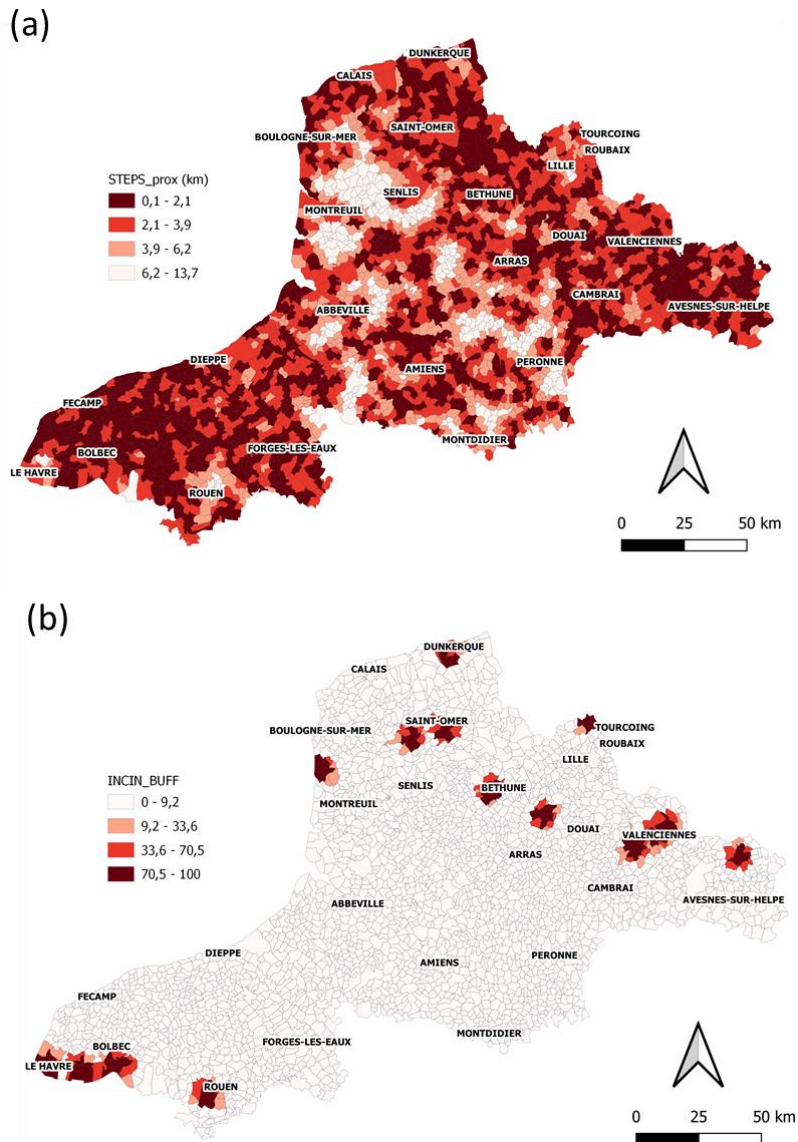 (a)
DUNKERQUE
CALAIS
BOULOGNE-SUR-MER
SAINT-OMER
TOURCOING
ROUBAIX
LILLE
STEPS_prox (km)
0,1 - 2,1
2,1 - 3,9
3,9 - 6,2
6,2 - 13,7
SENLIS
BETHUNE
MONTREUIL
DOUAI
VALENCIENNES
ARRAS
CAMBRAI
AVESNES-SUR-HELPE
ABBEVILLE
DIEPPE
AMIENS
PERONNE
FECAMP
BOLBEC
FORGES-LES-EAUX
MONTDIDIER
LE HAVRE
ROUEN
0 25 50 km
(b)
DUNKERQUE
CALAIS
SAINT-OMER
BOULOGNE-SUR-MER
TOURCOING
ROUBAIX
LILLE
INCIN_BUFF
0 - 9,2
9,2 - 33,6
33,6 - 70,5
70,5 - 100
SENLIS
BETHUNE
MONTREUIL
DOUAI
VALENCIENNES
ARRAS
CAMBRAI
AVESNES-SUR-HELPE
ABBEVILLE
DIEPPE
AMIENS
PERONNE
FECAMP
BOLBEC
FORGES-LES-EAUX
MONTDIDIER
LE HAVRE
ROUEN
0 25 50 km